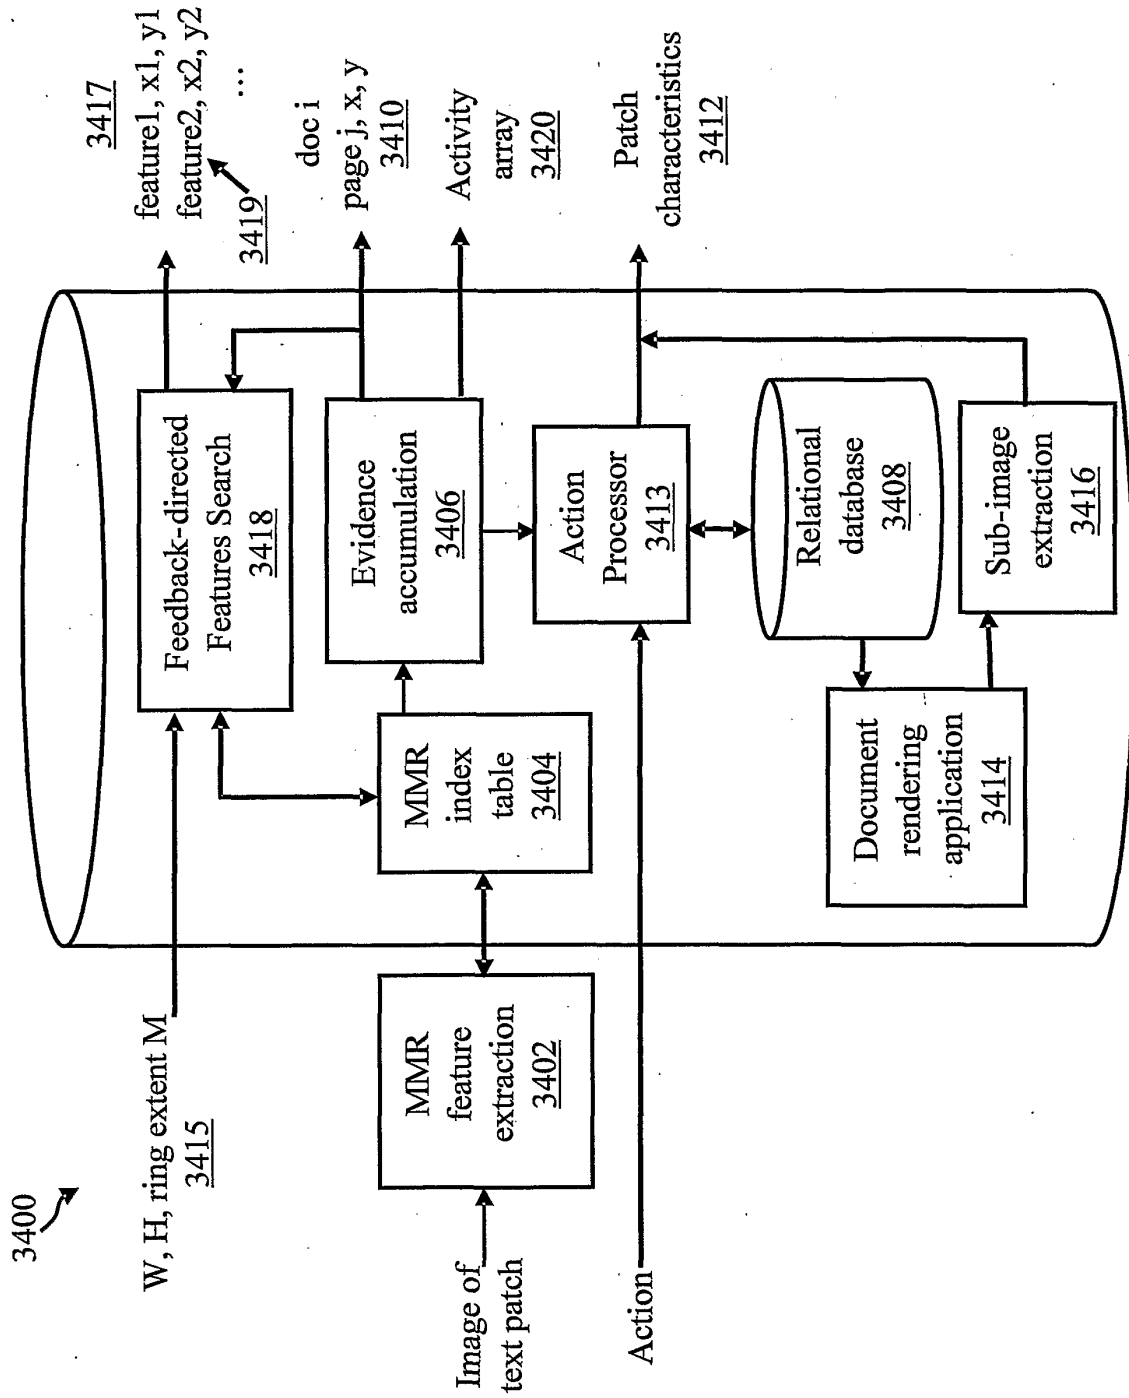 3400
W, H, ring extent M
3415
Image of
text patch
Action
MMR
feature
extraction
3402
MMR
index
table
3404
Feedback-directed
Features Search
3418
Evidence
accumulation
3406
Action
Processor
3413
Relational
database
3408
Document
rendering
application
3414
Sub-image
extraction
3416
3417
feature1, x1, y1
feature2, x2, y2
...
3419
doc i
page j, x, y
3410
Activity
array
3420
Patch
characteristics
3412